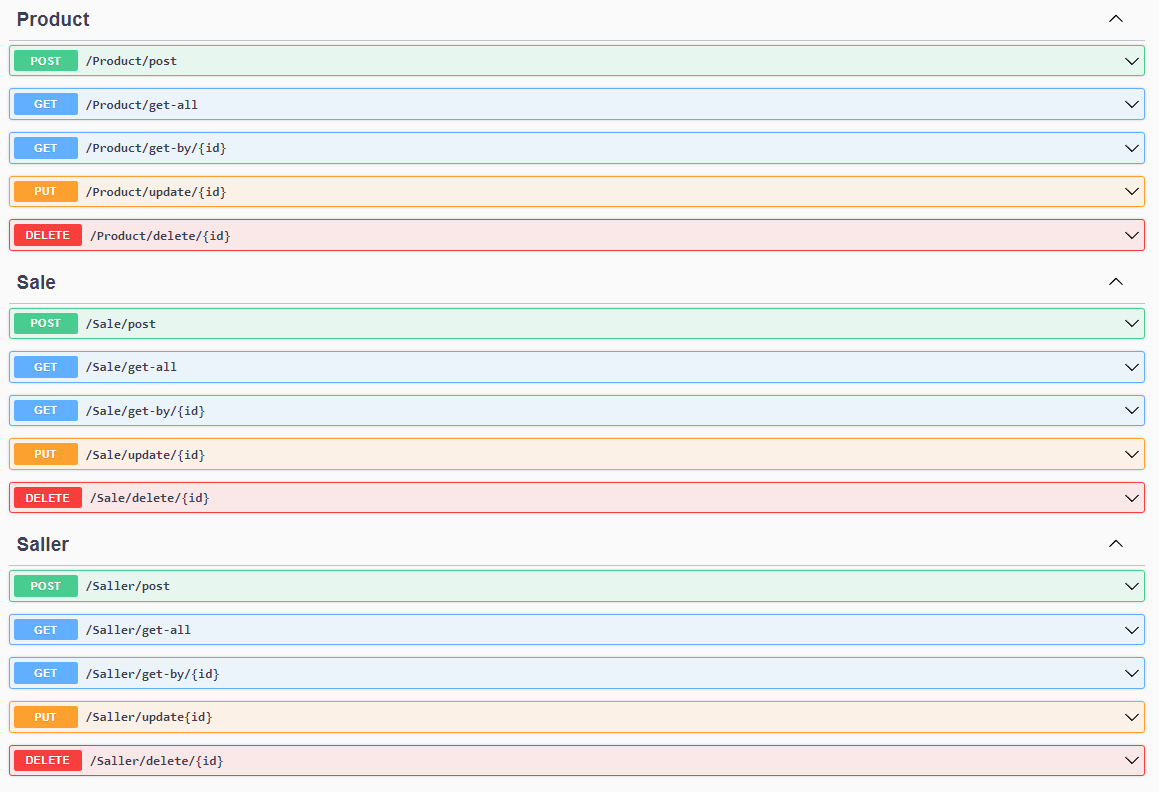 Product
POST /Product/post
GET /Product/get-all
GET /Product/get-by/{id}
PUT /Product/update/{id}
DELETE /Product/delete/{id}
Sale
POST /Sale/post
GET /Sale/get-all
GET /Sale/get-by/{id}
PUT /Sale/update/{id}
DELETE /Sale/delete/{id}
Saller
POST /Saller/post
GET /Saller/get-all
GET /Saller/get-by/{id}
PUT /Saller/update{id}
DELETE /Saller/delete/{id}